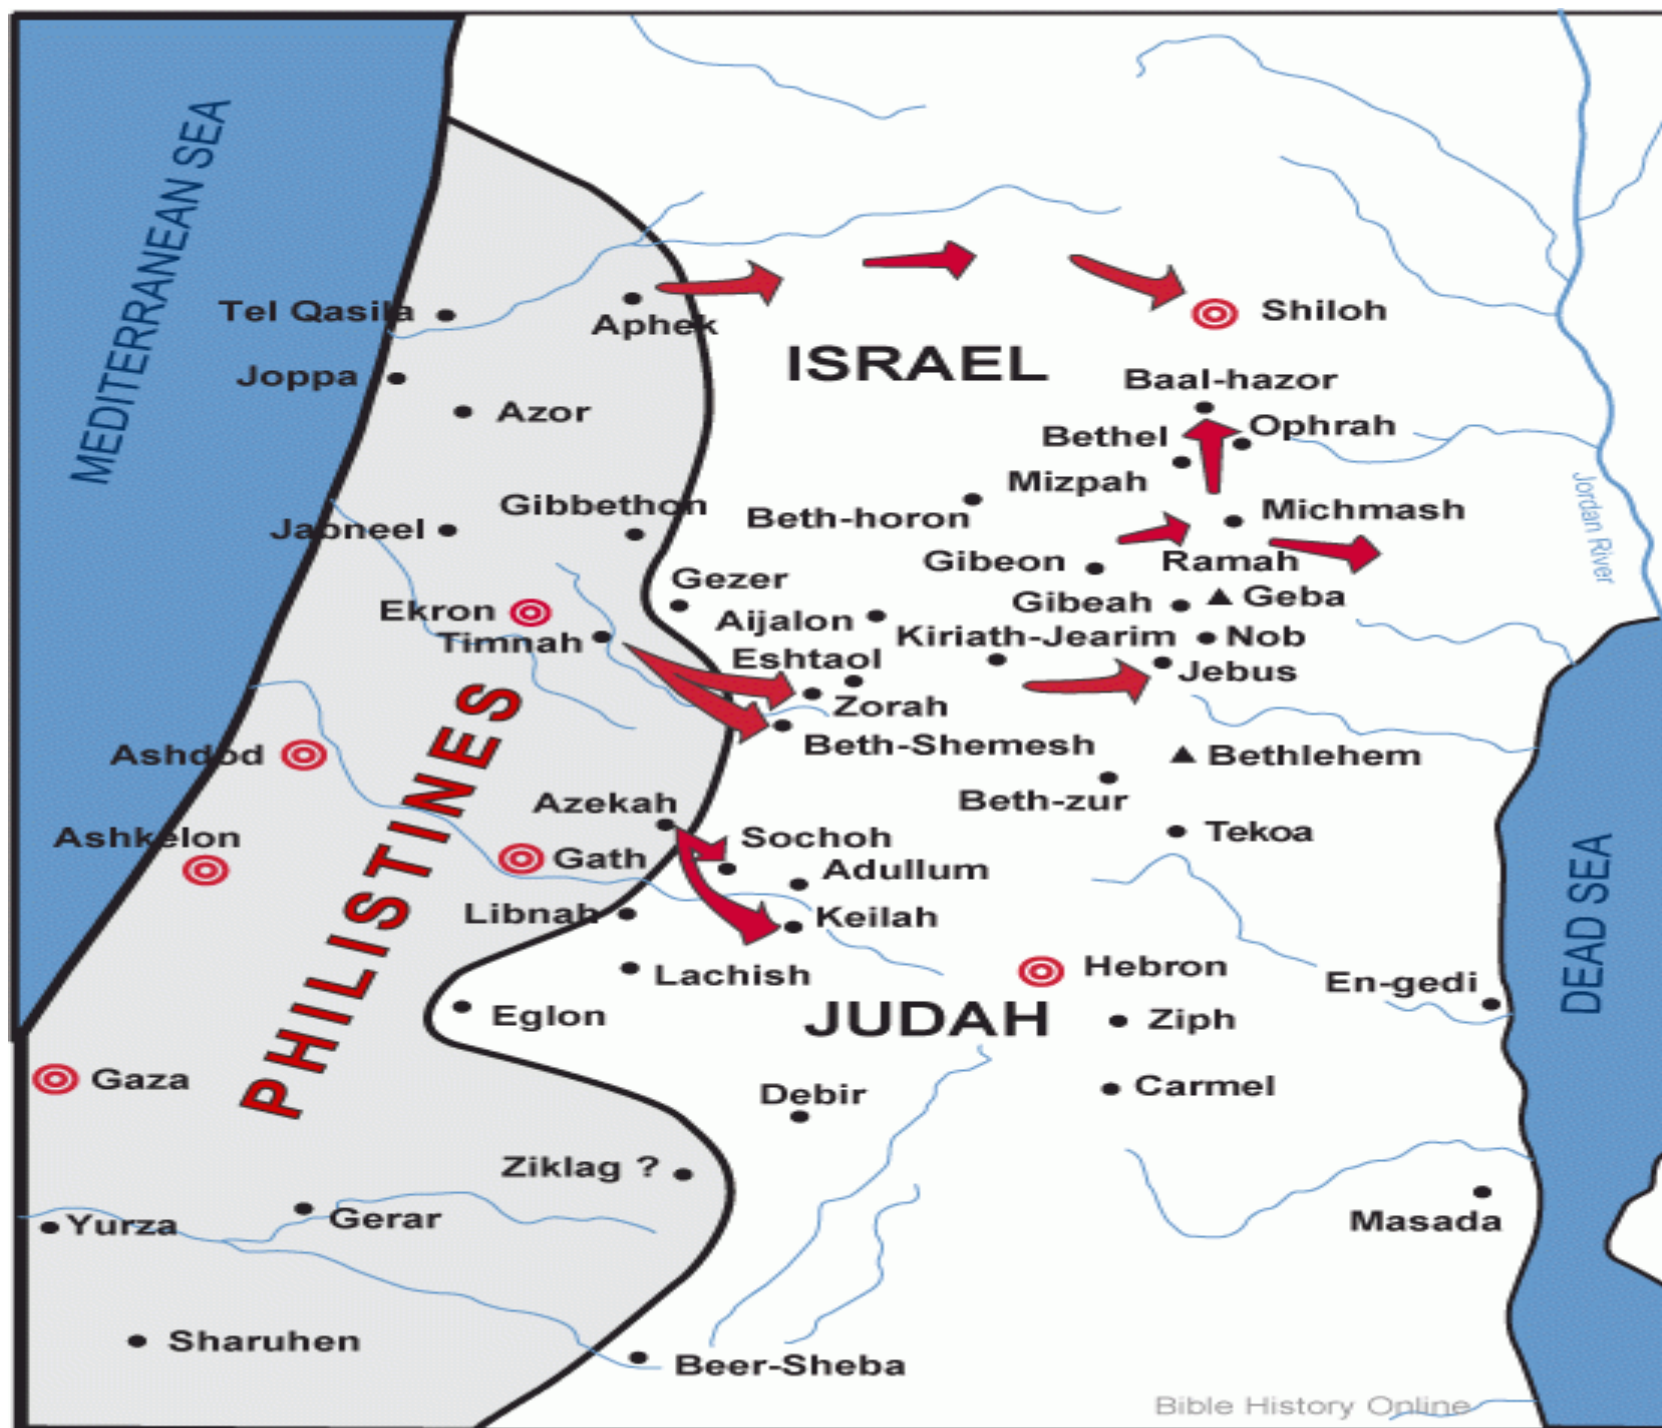 MEDITERRANEAN SEA
Tel Qasila
Aphek
Shiloh
ISRAEL
Joppa
Baal-hazor
Azor
Ophrah
Bethel
Mizpah
Jordan River
Gibbethon
Beth-horon
Michmash
Jabneel
Gibeon
Ramah
Gezer
Geba
Gibeah
Ekron
Aijalon
Kiriath-Jearim
Nob
Timnah
Eshtaol
Jebus
Zorah
Beth-Shemesh
Bethlehem
Ashdod
PHILISTINES
Azekah
Beth-zur
Ashkelon
Sochoh
Tekoa
Gath
Adullum
DEAD SEA
Libnah
Keilah
Lachish
Hebron
En-gedi
Eglon
JUDAH
Ziph
Gaza
Debir
Carmel
Ziklag ?
Yurza
Gerar
Masada
Sharuhen
Beer-Sheba
Bible History Online